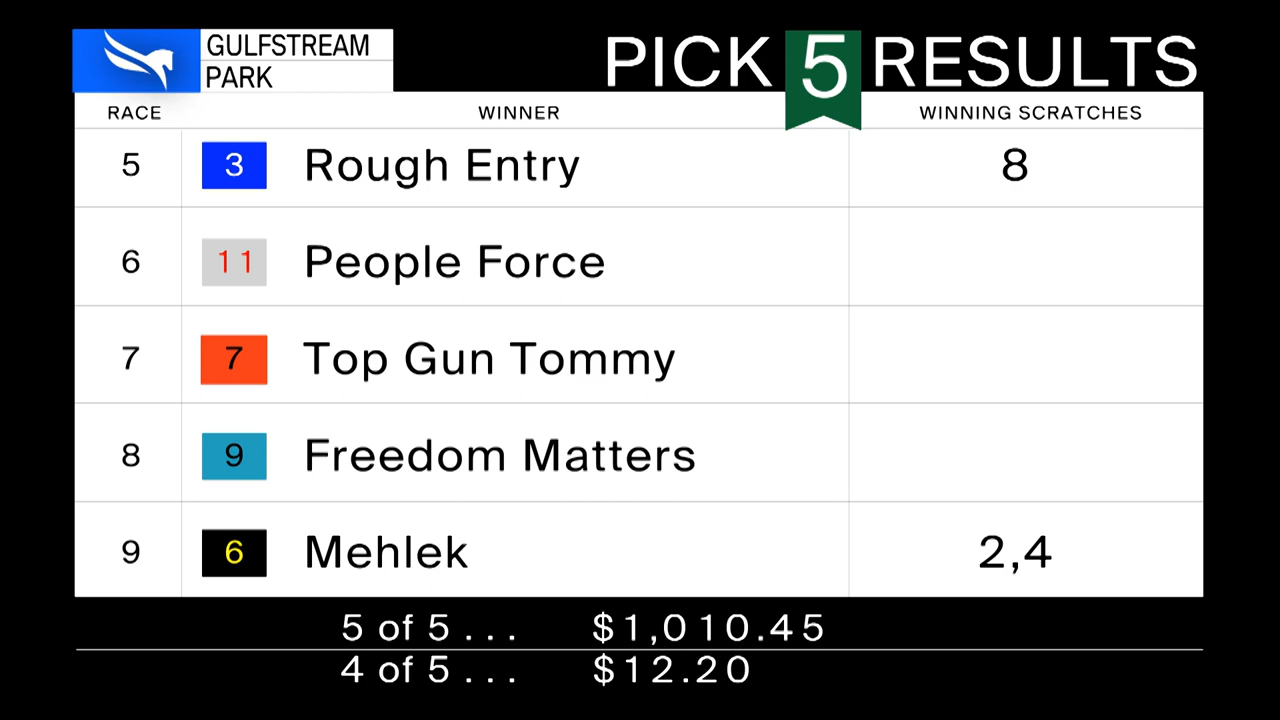 GULFSTREAM
PARK
PICK 5 RESULTS
RACE WINNER WINNING SCRATCHES
5 3 Rough Entry 8
6 11 People Force
7 7 Top Gun Tommy
8 9 Freedom Matters
9 6 Mehlek 2,4
5 of 5 . . . $1,010.45
4 of 5 . . . $12.20